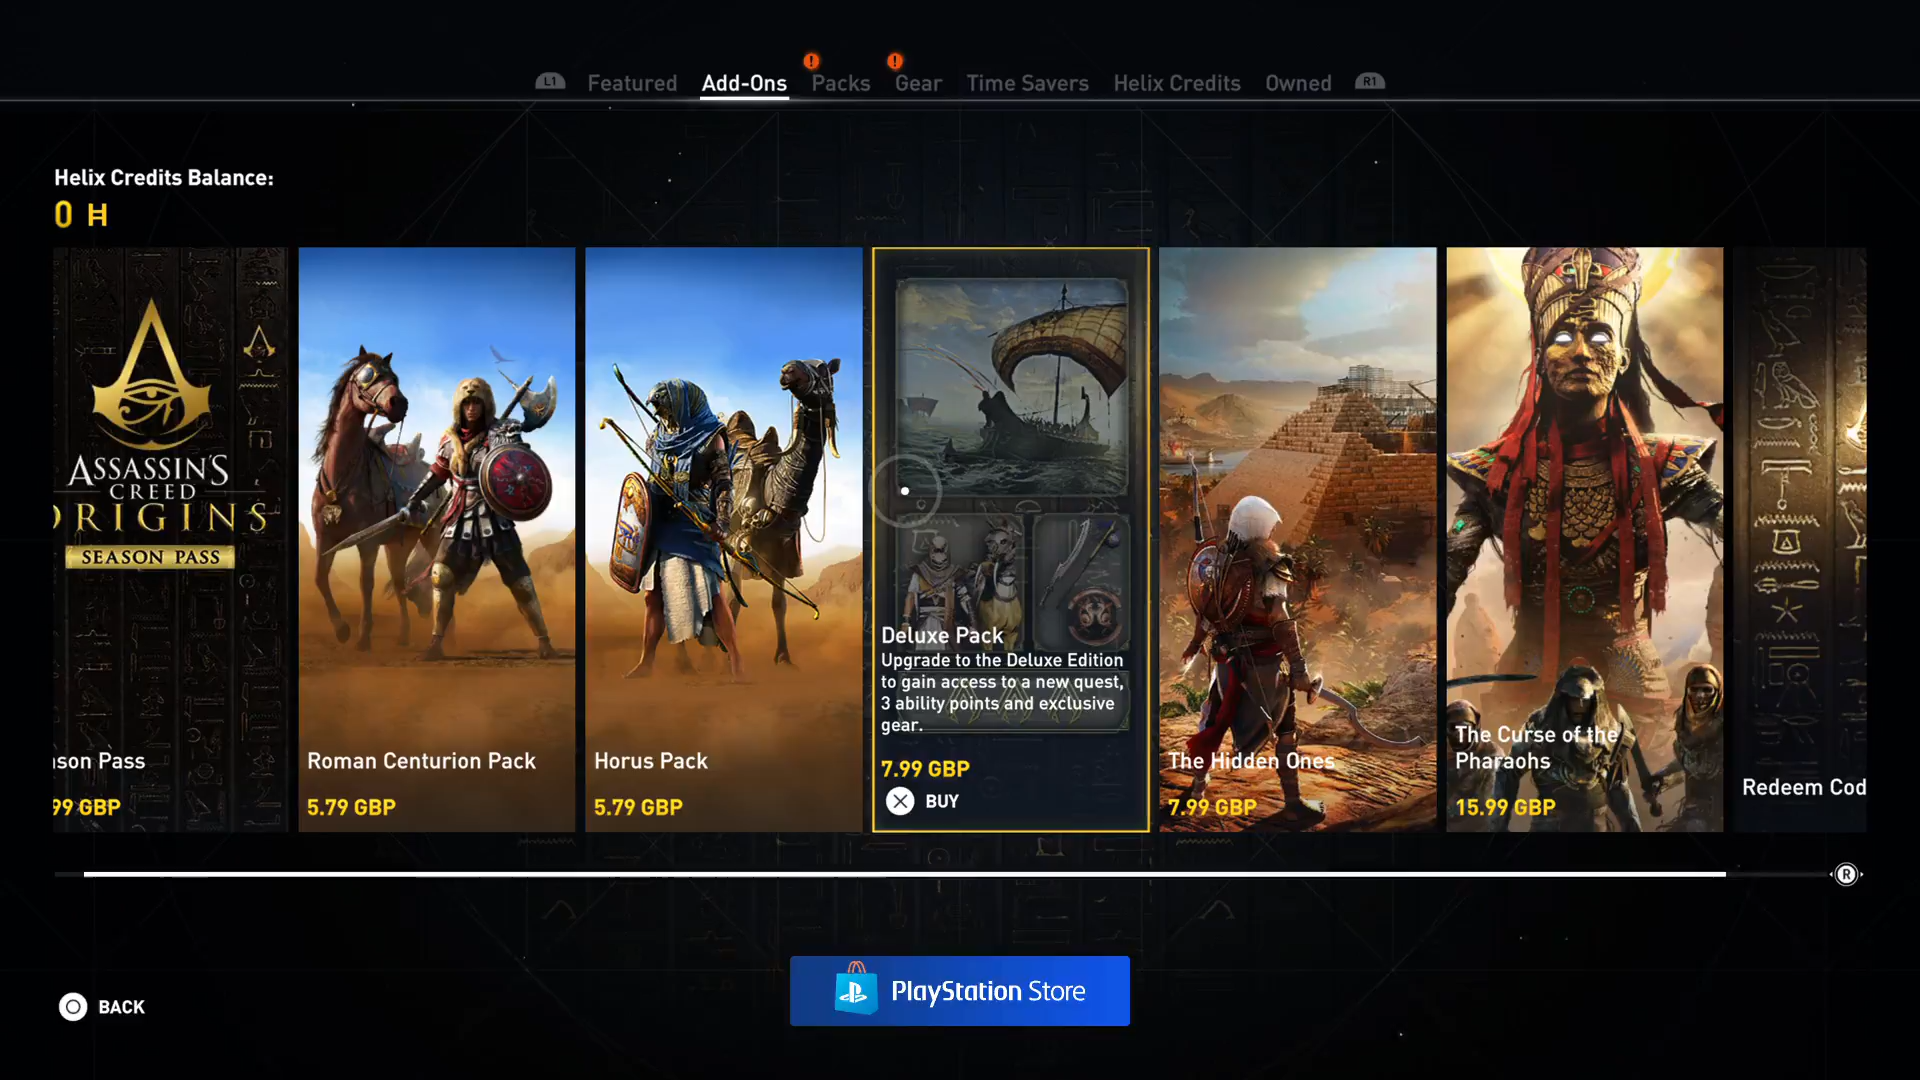 L1 Featured Add-Ons ! Packs ! Gear Time Savers Helix Credits Owned R1
Helix Credits Balance:
0 H
ASSASSIN'S
CREED
ORIGINS
SEASON PASS
son Pass
99 GBP
Roman Centurion Pack
5.79 GBP
Horus Pack
5.79 GBP
Deluxe Pack
Upgrade to the Deluxe Edition
to gain access to a new quest,
3 ability points and exclusive
gear.
7.99 GBP
BUY
The Hidden Ones
7.99 GBP
The Curse of the
Pharaohs
15.99 GBP
Redeem Cod
R
PlayStation Store
BACK